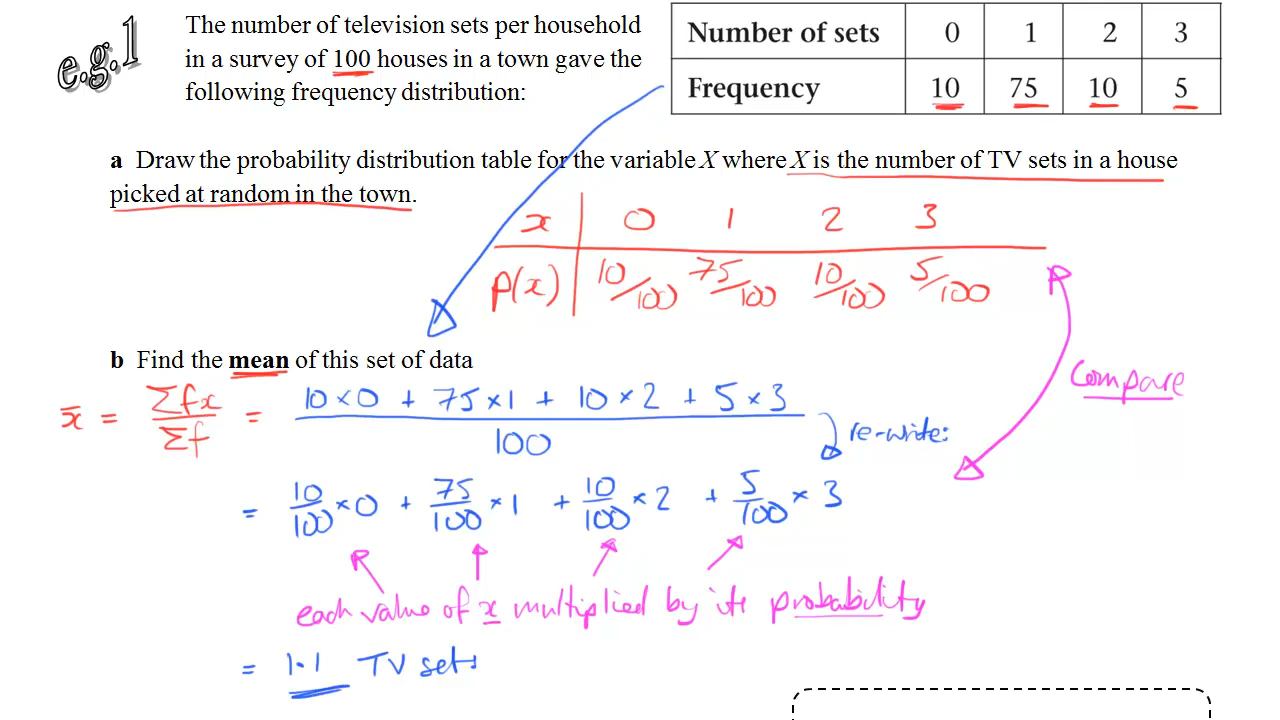 e.g.1
The number of television sets per household
in a survey of 100 houses in a town gave the
following frequency distribution:
Number of sets 0 1 2 3
Frequency 10 75 10 5
a Draw the probability distribution table for the variable X where X is the number of TV sets in a house
picked at random in the town.
x 0 1 2 3
P(x) 10/100 75/100 10/100 5/100
b Find the mean of this set of data
x̄ = Σfx/Σf = (10 × 0 + 75 × 1 + 10 × 2 + 5 × 3)/100
re-write:
compare
= 10/100 × 0 + 75/100 × 1 + 10/100 × 2 + 5/100 × 3
each value of x multiplied by its probability
= 1.1 TV sets